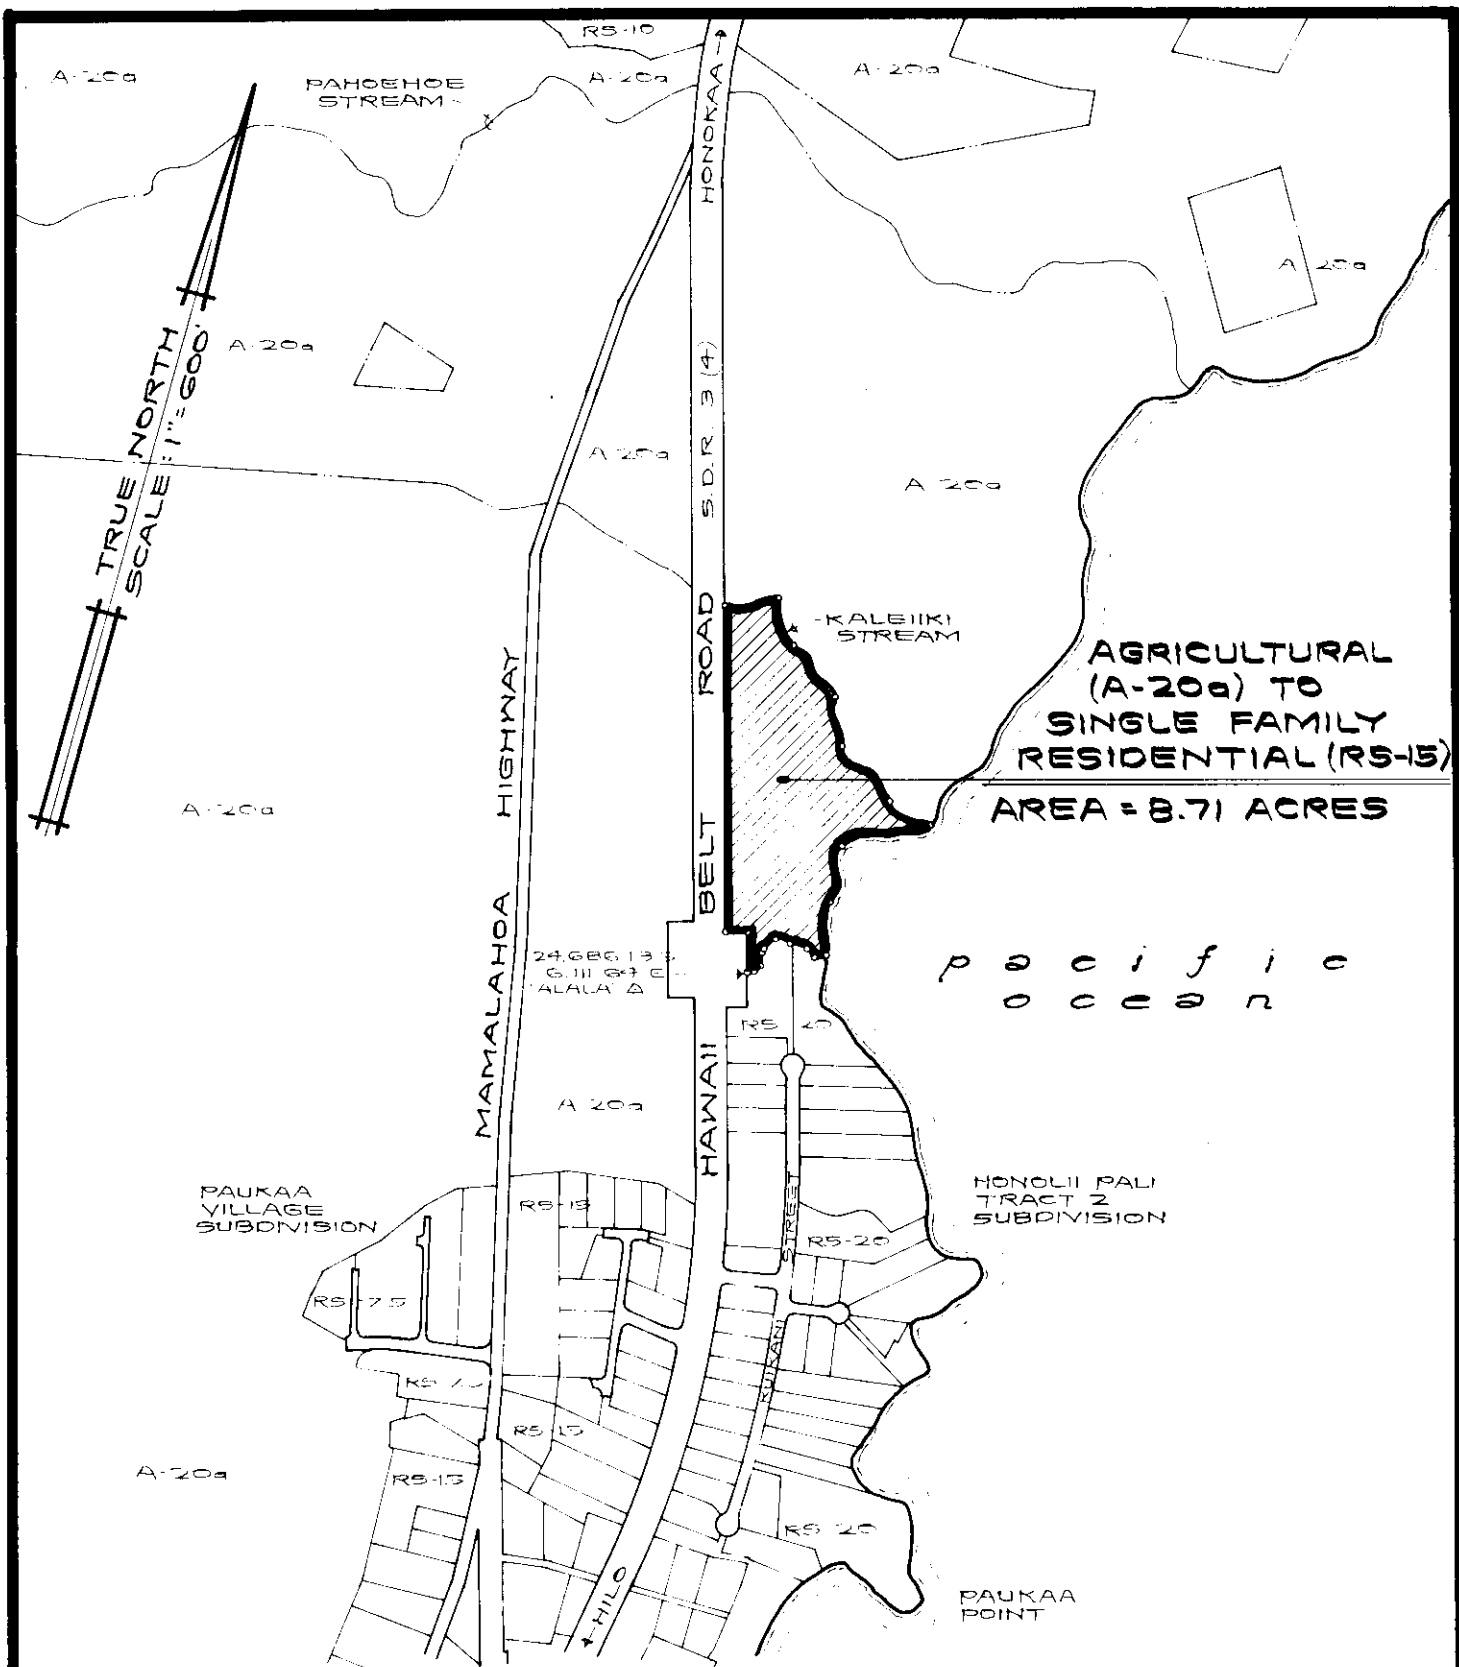 RS-10
A-20a
PAHOEHOE
STREAM
A-20a
A-20a
HONOKAA
A-20a
TRUE NORTH
SCALE: 1"=600'
A-20a
S.D.R. 3(4)
A-20a
A-20a
KALEIIKI
STREAM
AGRICULTURAL
(A-20a) TO
SINGLE FAMILY
RESIDENTIAL (RS-15)
AREA = 8.71 ACRES
MAMALAHOA HIGHWAY
HAWAII BELT ROAD
A-20a
ALALA
pacific
ocean
RS-20
A-20a
PAUKAA
VILLAGE
SUBDIVISION
RS-15
STREET
HONOLII PALI
TRACT 2
SUBDIVISION
RS-20
RS-7.5
KUIKANI
RS-7.5
RS-15
A-20a
RS-15
RS-20
HILO
PAUKAA
POINT